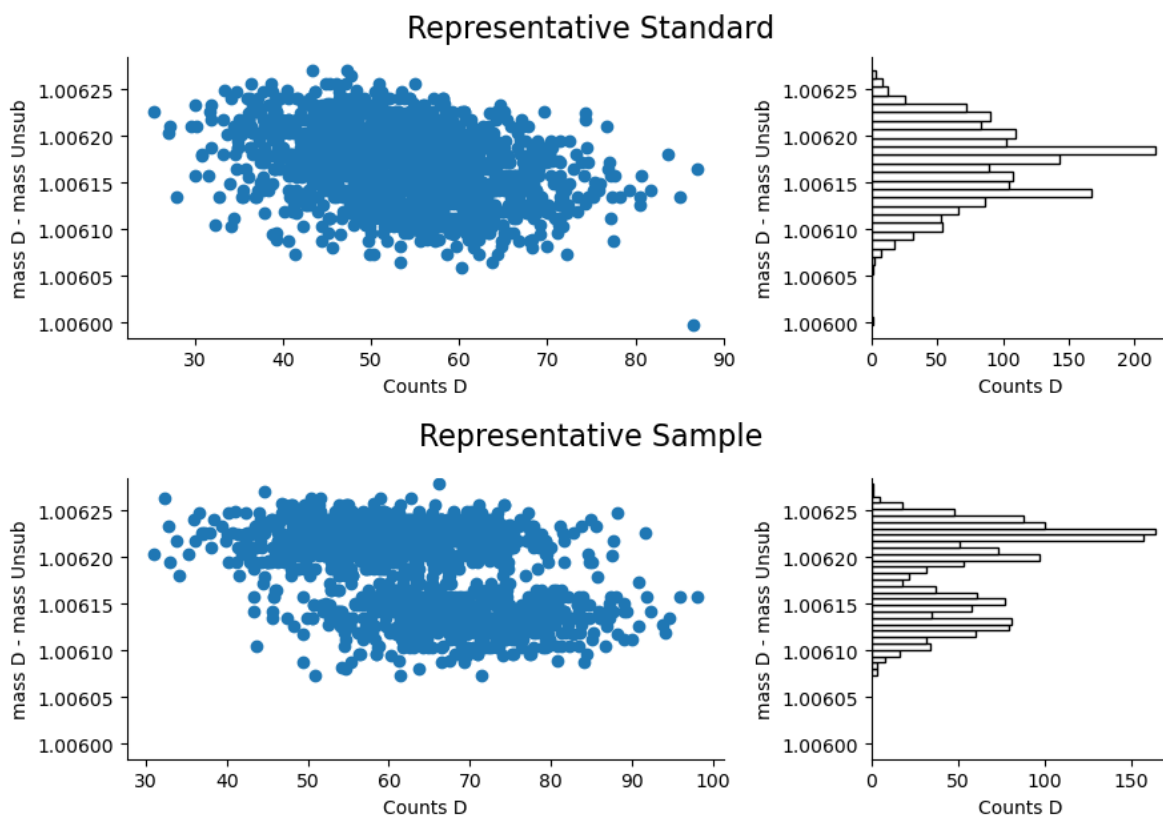 Representative Standard
mass D - mass Unsub
1.00625
1.00620
1.00615
1.00610
1.00605
1.00600
30 40 50 60 70 80 90
Counts D
mass D - mass Unsub
1.00625
1.00620
1.00615
1.00610
1.00605
1.00600
0 50 100 150 200
Counts D
Representative Sample
mass D - mass Unsub
1.00625
1.00620
1.00615
1.00610
1.00605
1.00600
30 40 50 60 70 80 90 100
Counts D
mass D - mass Unsub
1.00625
1.00620
1.00615
1.00610
1.00605
1.00600
0 50 100 150
Counts D